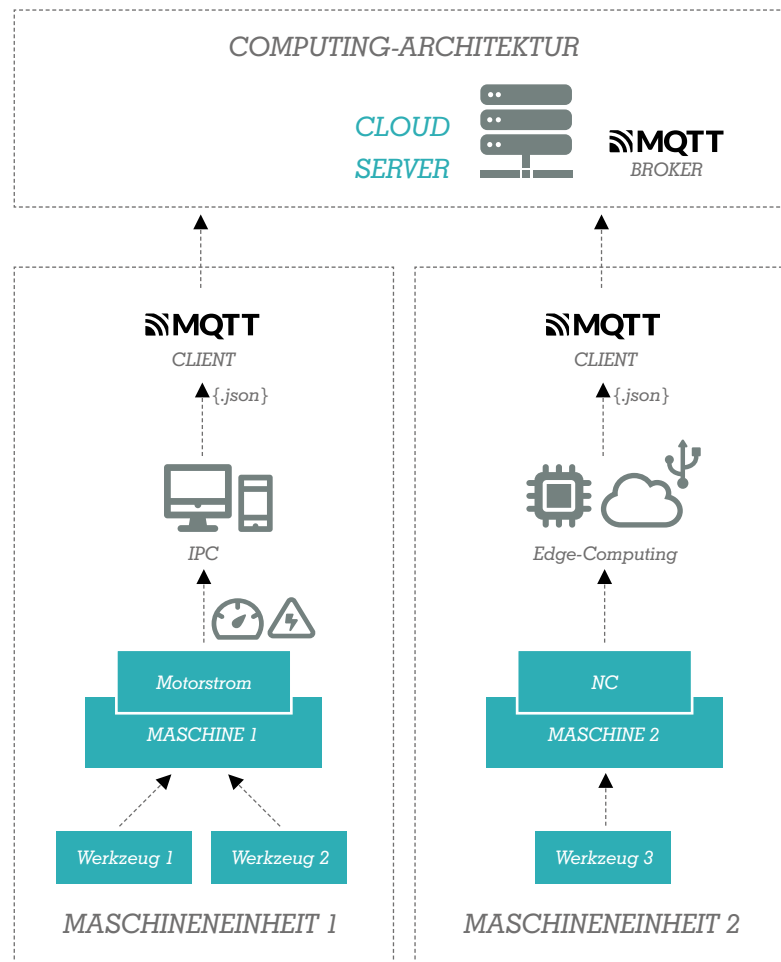 COMPUTING-ARCHITEKTUR
CLOUD
SERVER
MQTT
BROKER
MQTT
CLIENT
{.json}
IPC
Motorstrom
MASCHINE 1
Werkzeug 1
Werkzeug 2
MASCHINENEINHEIT 1
MQTT
CLIENT
{.json}
Edge-Computing
NC
MASCHINE 2
Werkzeug 3
MASCHINENEINHEIT 2